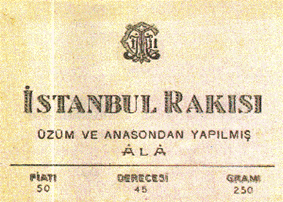 İSTANBUL RAKISI
ÜZÜM VE ANASONDAN YAPILMIŞ
ÂLÂ
FİATI DERECESİ GRAMI
50 45 250